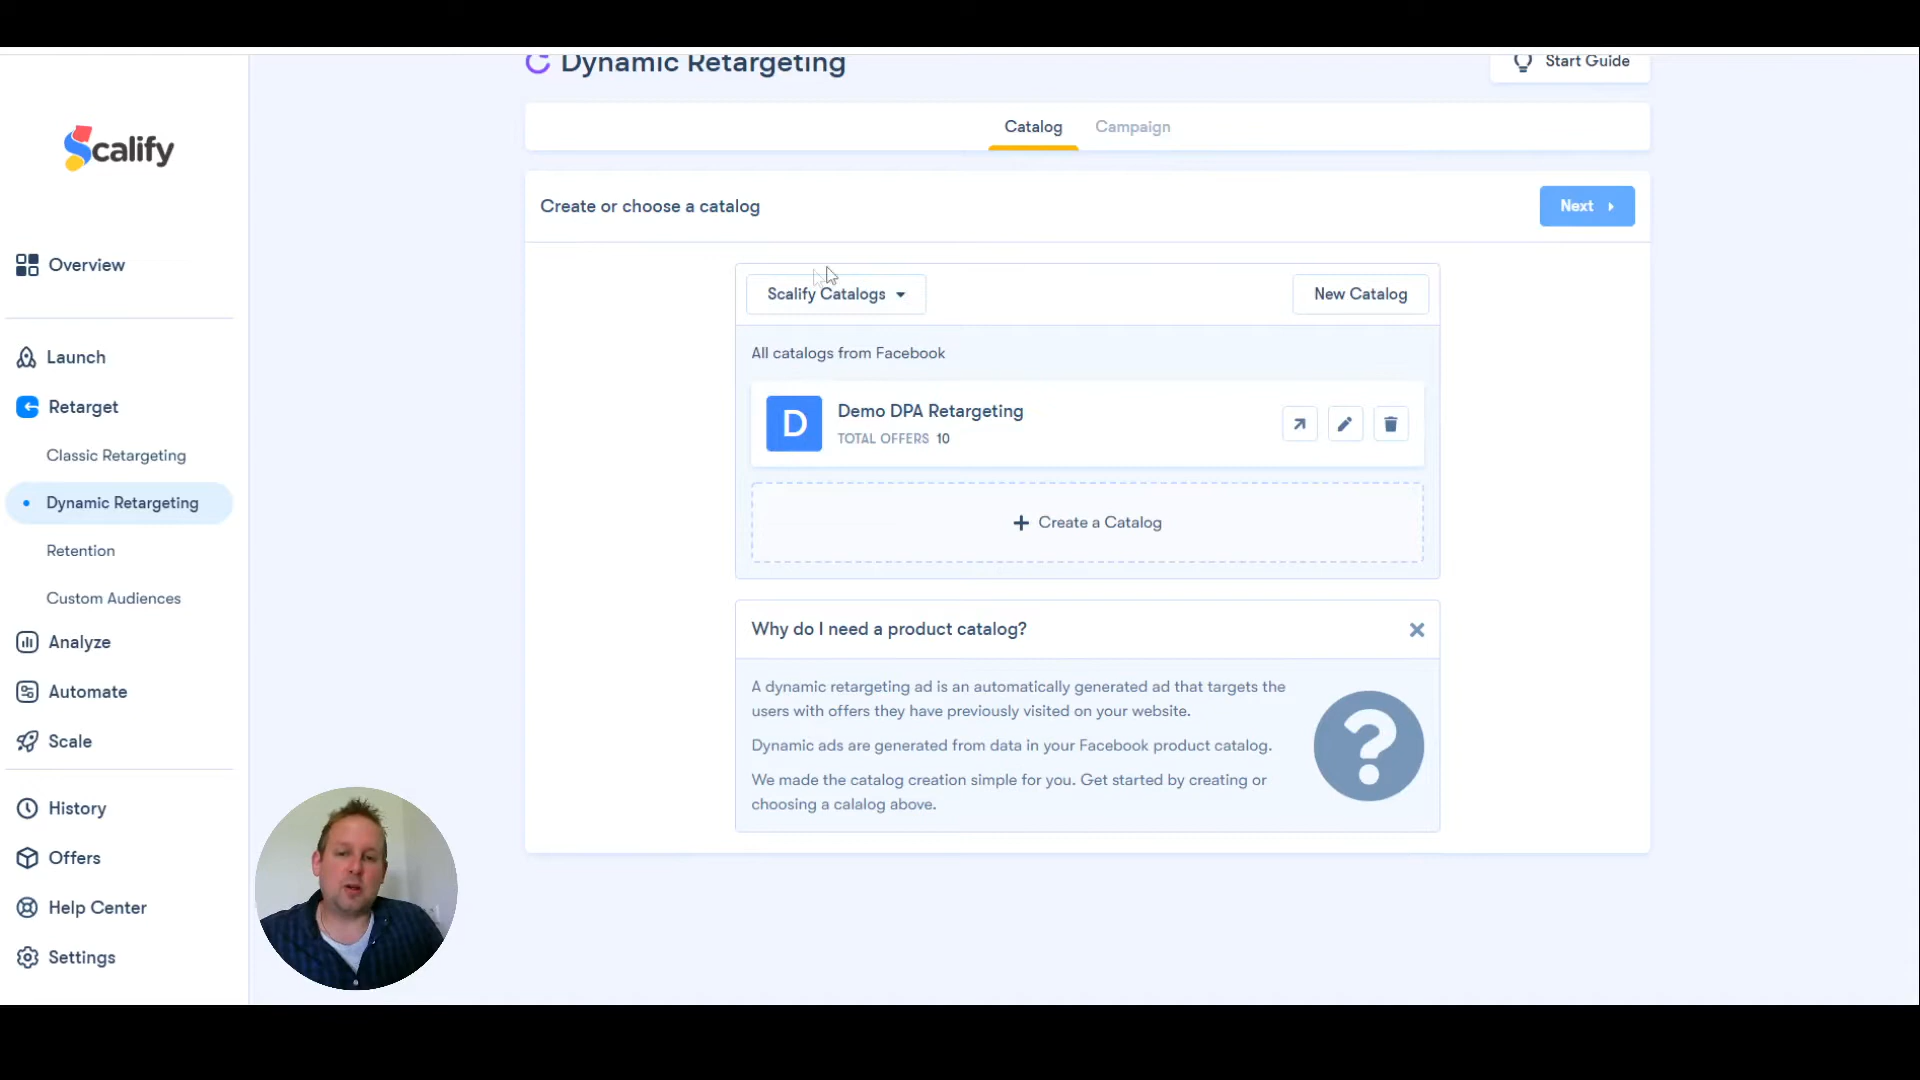 Dynamic Retargeting
Start Guide
Scalify
Catalog
Campaign
Create or choose a catalog
Next
Overview
Scalify Catalogs
New Catalog
All catalogs from Facebook
Launch
D
Demo DPA Retargeting
TOTAL OFFERS 10
Retarget
Classic Retargeting
Dynamic Retargeting
Create a Catalog
Retention
Custom Audiences
Why do I need a product catalog?
Analyze
A dynamic retargeting ad is an automatically generated ad that targets the
users with offers they have previously visited on your website.
Automate
Dynamic ads are generated from data in your Facebook product catalog.
Scale
We made the catalog creation simple for you. Get started by creating or
choosing a calalog above.
?
History
Offers
Help Center
Settings